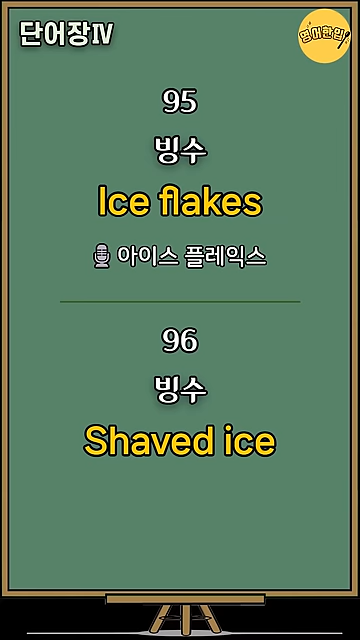 단어장Ⅳ
영어한입
95
빙수
Ice flakes
아이스 플레익스
96
빙수
Shaved ice